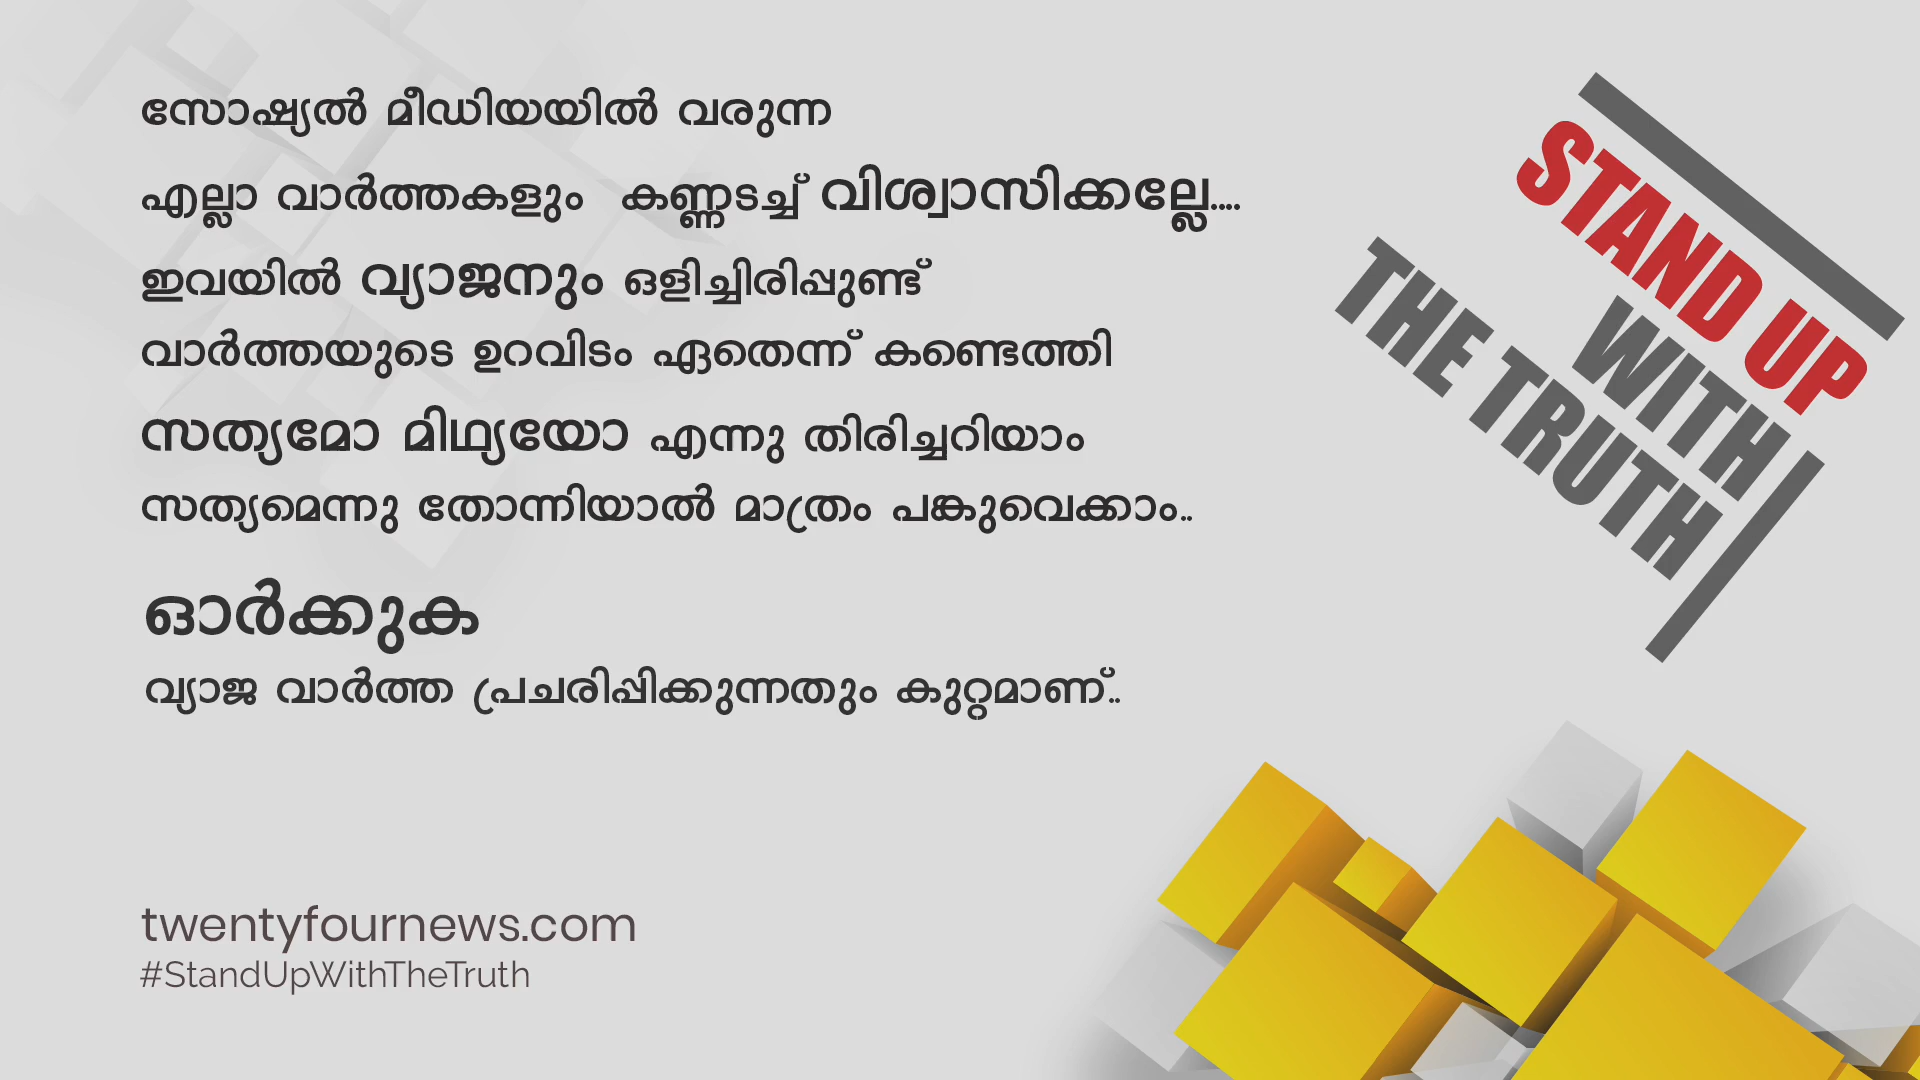 സോഷ്യൽ മീഡിയയിൽ വരുന്ന
എല്ലാ വാർത്തകളും കണ്ണടച്ച് വിശ്വാസിക്കല്ലേ....
ഇവയിൽ വ്യാജനും ഒളിച്ചിരിപ്പുണ്ട്
വാർത്തയുടെ ഉറവിടം ഏതെന്ന് കണ്ടെത്തി
സത്യമോ മിഥ്യയോ എന്നു തിരിച്ചറിയാം
സത്യമെന്നു തോന്നിയാൽ മാത്രം പങ്കുവെക്കാം..
ഓർക്കുക
വ്യാജ വാർത്ത പ്രചരിപ്പിക്കുന്നതും കുറ്റമാണ്..
twentyfournews.com
#StandUpWithTheTruth
STAND UP
WITH
THE TRUTH